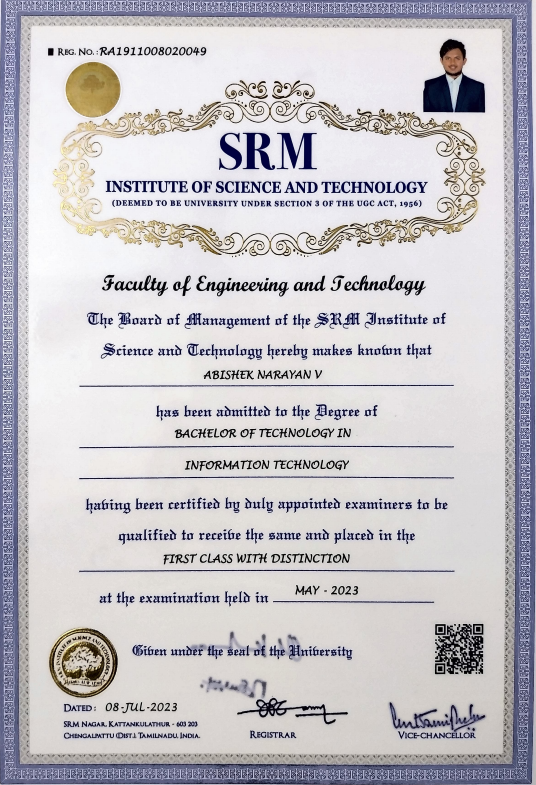 REG. NO.: RA1911008020049
SRM
INSTITUTE OF SCIENCE AND TECHNOLOGY
(DEEMED TO BE UNIVERSITY UNDER SECTION 3 OF THE UGC ACT, 1956)
Faculty of Engineering and Technology
The Board of Management of the SRM Institute of
Science and Technology hereby makes known that
ABISHEK NARAYAN V
has been admitted to the Degree of
BACHELOR OF TECHNOLOGY IN
INFORMATION TECHNOLOGY
having been certified by duly appointed examiners to be
qualified to receive the same and placed in the
FIRST CLASS WITH DISTINCTION
at the examination held in MAY - 2023
Given under the seal of the University
DATED: 08-JUL-2023
SRM NAGAR, KATTANKULATHUR - 603 203
CHENGALPATTU (DIST.) TAMILNADU, INDIA.
REGISTRAR
VICE-CHANCELLOR